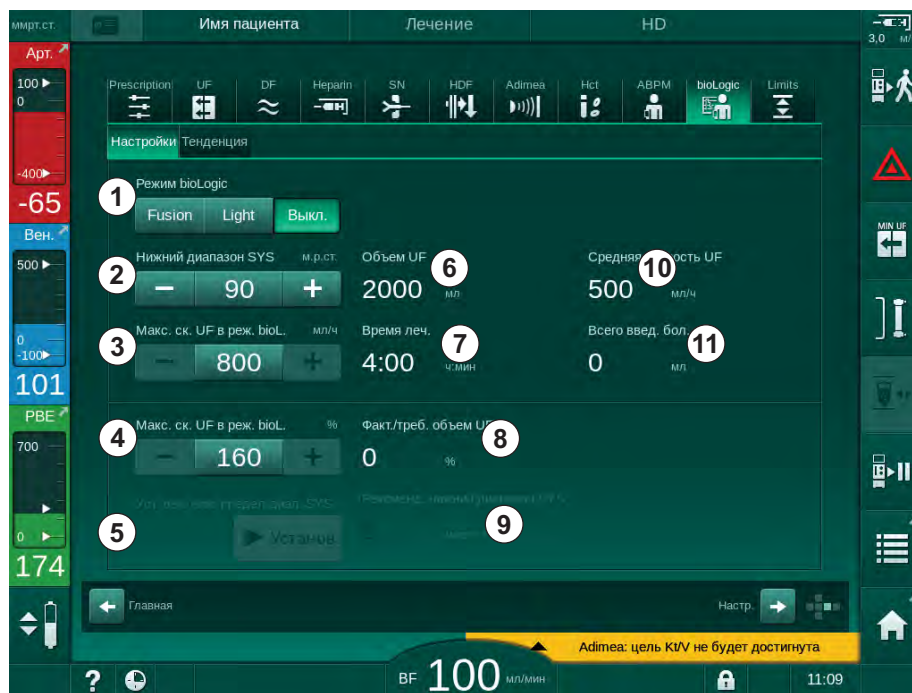 ммрт.ст. Имя пациента Лечение HD
3,0
Арт.
100
0
-400
-65
Вен.
500
0
-100
101
PBE
700
0
174
Prescription UF DF Heparin SN HDF Adimea Hct ABPM bioLogic Limits
Настройки Тенденция
Режим bioLogic
1 Fusion Light Выкл.
Нижний диапазон SYS м.р.ст. Объем UF Средняя UF
2 − 90 + 2000 мл 6 500 мл/ч 10
Макс. ск. UF в реж. bioL. мл/ч Время леч. Всего введ. бол.
3 − 800 + 4:00 ч:мин 7 0 мл 11
Макс. ск. UF в реж. bioL. % Факт./треб. объем UF
4 − 160 + 0 % 8
5 Установ. 9
MIN UF
Главная Настр.
Adimea: цель Kt/V не будет достигнута
? BF 100 мл/мин 11:09